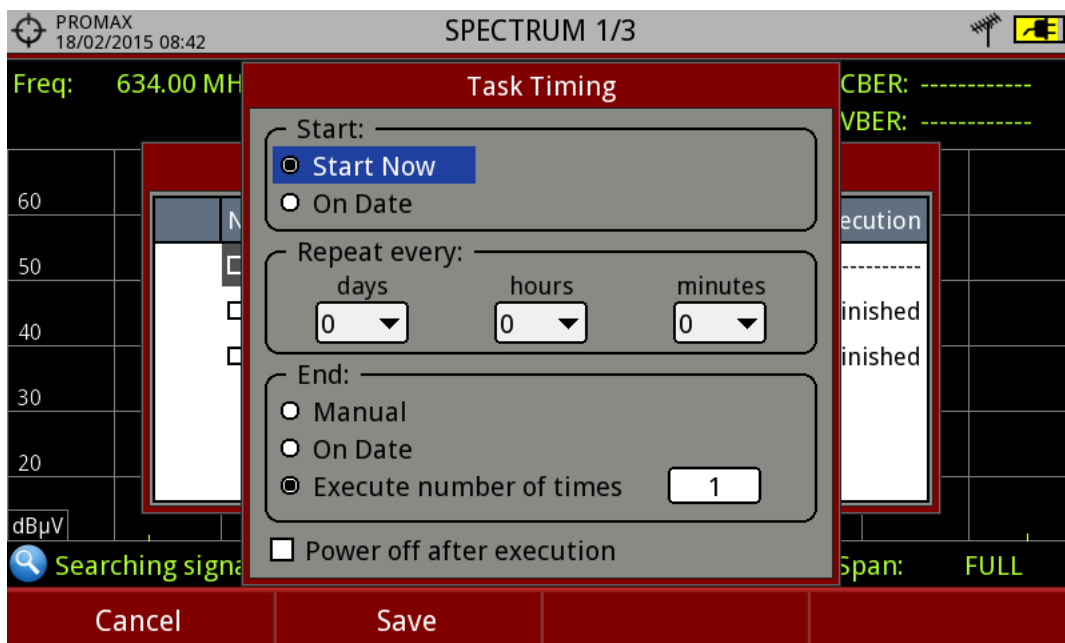 PROMAX
18/02/2015 08:42
SPECTRUM 1/3
Freq: 634.00 MH
CBER: ------------
VBER: ------------
Task Timing
Start:
Start Now
On Date
Repeat every:
days hours minutes
0 0 0
End:
Manual
On Date
Execute number of times 1
Power off after execution
N
ecution
----------
inished
inished
60
50
40
30
20
dBµV
Searching signa
Span: FULL
Cancel Save